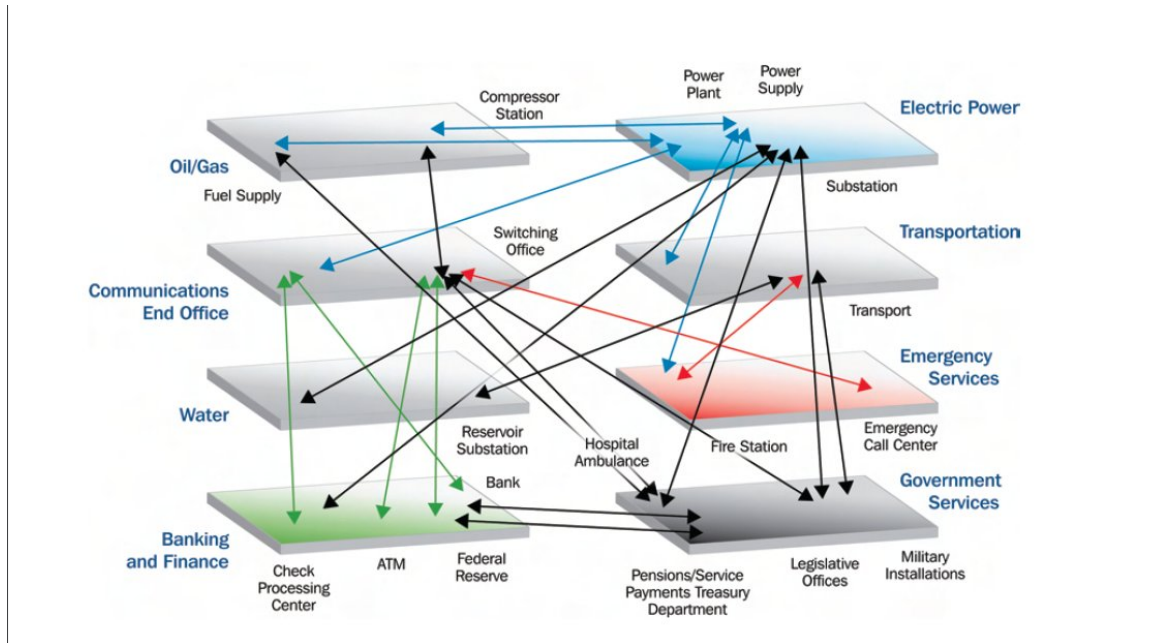 Power
Plant
Power
Supply
Compressor
Station
Electric Power
Oil/Gas
Fuel Supply
Substation
Switching
Office
Transportation
Communications
End Office
Transport
Emergency
Services
Water
Reservoir
Substation
Hospital
Ambulance
Fire Station
Emergency
Call Center
Bank
Government
Services
Banking
and Finance
Check
Processing
Center
ATM
Federal
Reserve
Pensions/Service
Payments Treasury
Department
Legislative
Offices
Military
Installations